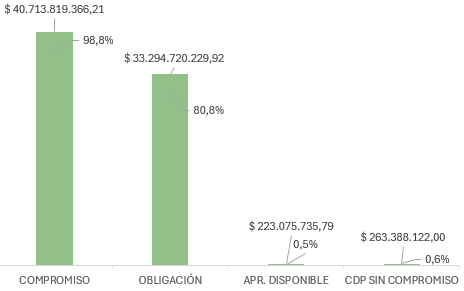 $ 40.713.819.366,21
98,8%
$ 33.294.720.229,92
80,8%
$ 223.075.735,79
0,5%
$ 263.388.122,00
0,6%
COMPROMISO
OBLIGACIÓN
APR. DISPONIBLE
CDP SIN COMPROMISO